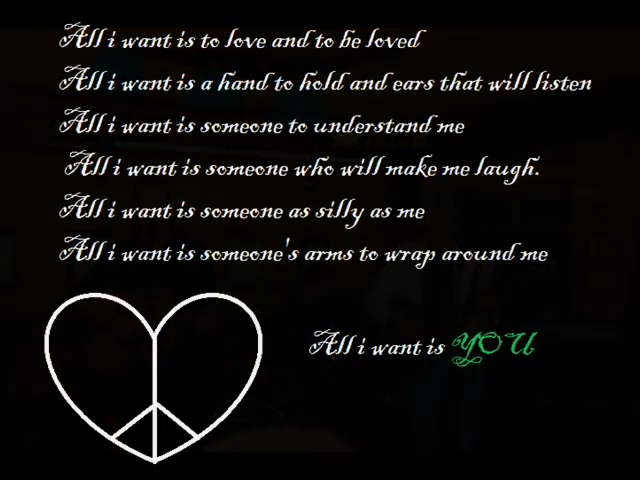 All i want is to love and to be loved
All i want is a hand to hold and ears that will listen
All i want is someone to understand me
All i want is someone who will make me laugh.
All i want is someone as silly as me
All i want is someone's arms to wrap around me
All i want is YOU